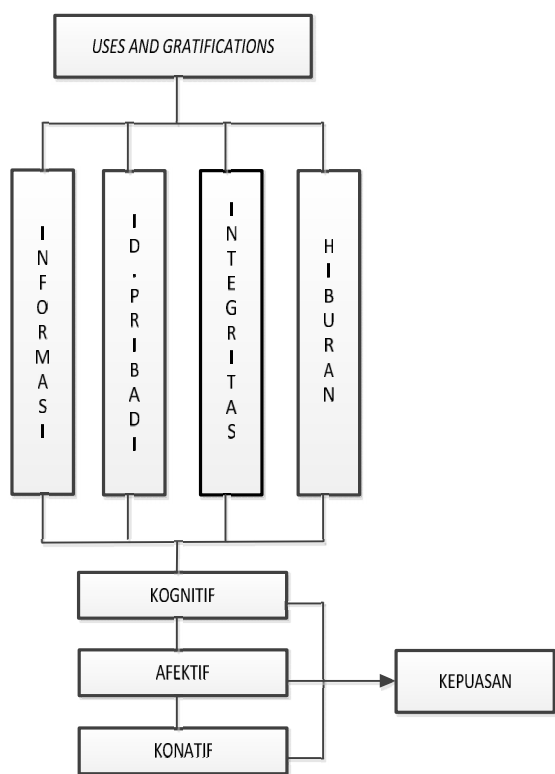 USES AND GRATIFICATIONS
INFORMASI
ID.PRIBADI
INTEGRITAS
HIBURAN
KOGNITIF
AFEKTIF
KEPUASAN
KONATIF